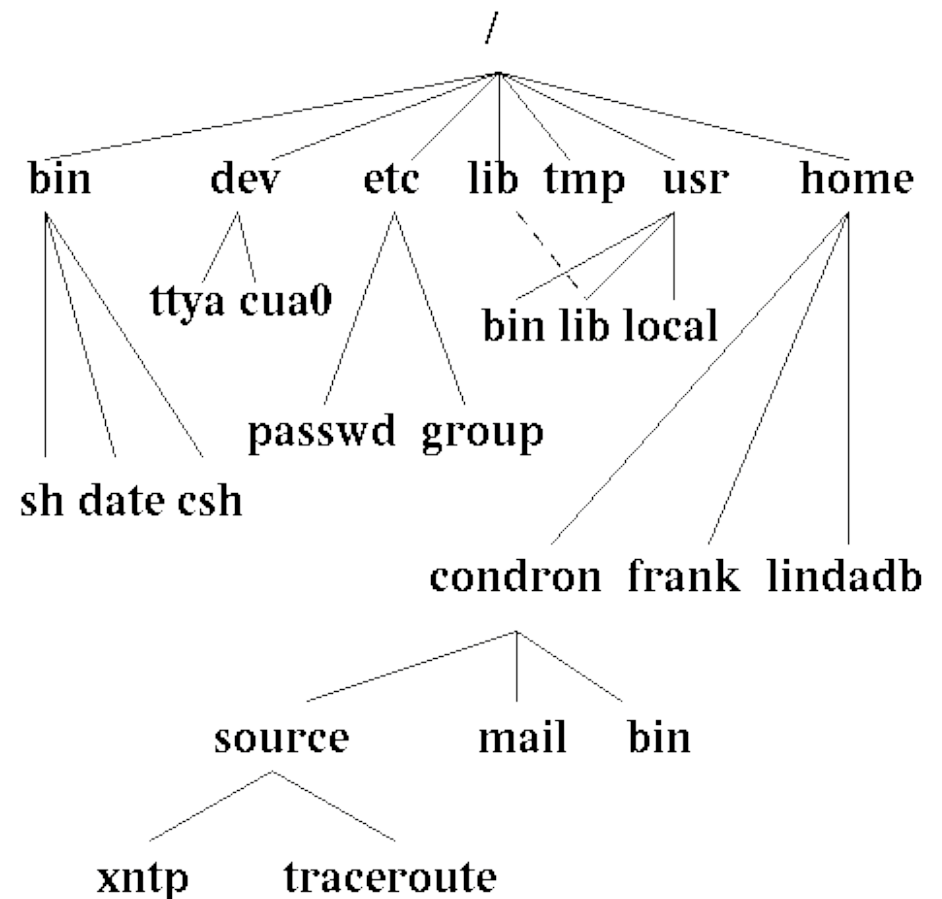 /
bin dev etc lib tmp usr home
ttya cua0
bin lib local
passwd group
sh date csh
condron frank lindadb
source mail bin
xntp traceroute